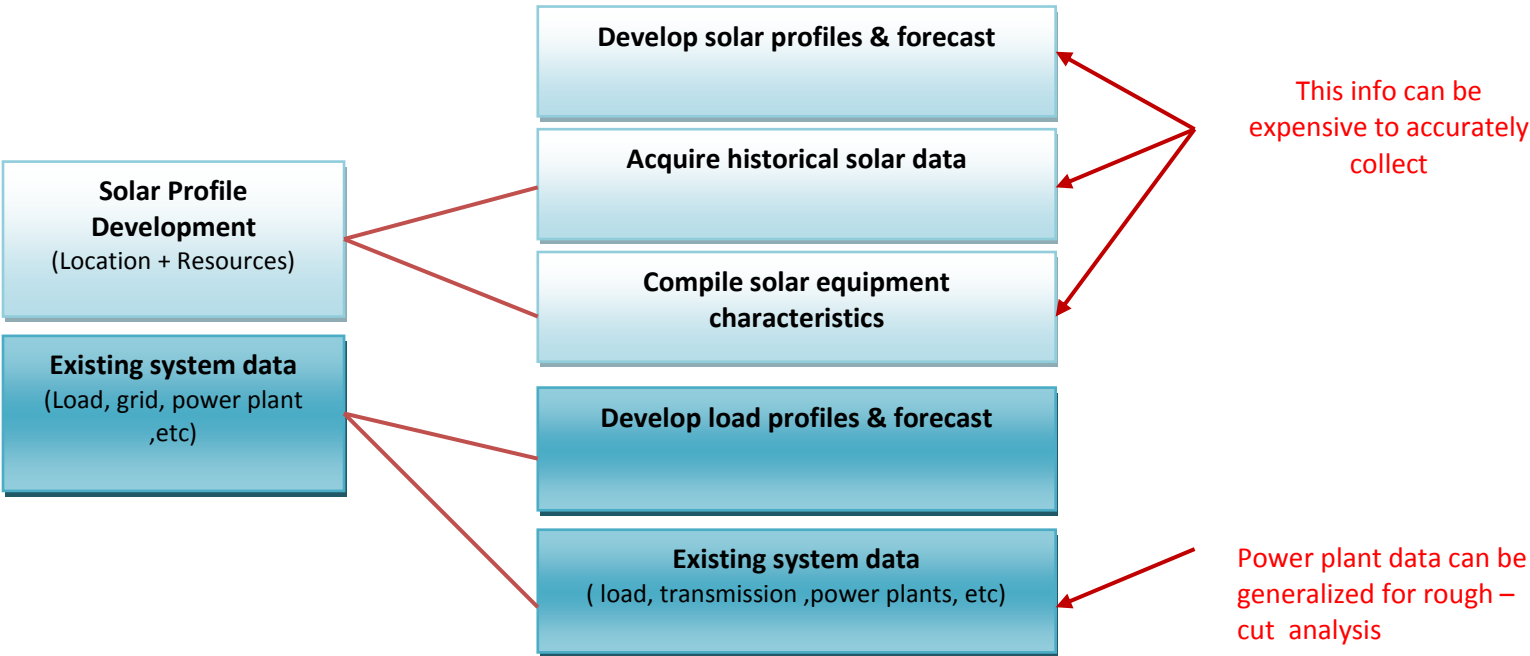 Develop solar profiles & forecast
This info can be
expensive to accurately
collect
Acquire historical solar data
Solar Profile
Development
(Location + Resources)
Compile solar equipment
characteristics
Existing system data
(Load, grid, power plant
,etc)
Develop load profiles & forecast
Existing system data
( load, transmission ,power plants, etc)
Power plant data can be
generalized for rough –
cut  analysis